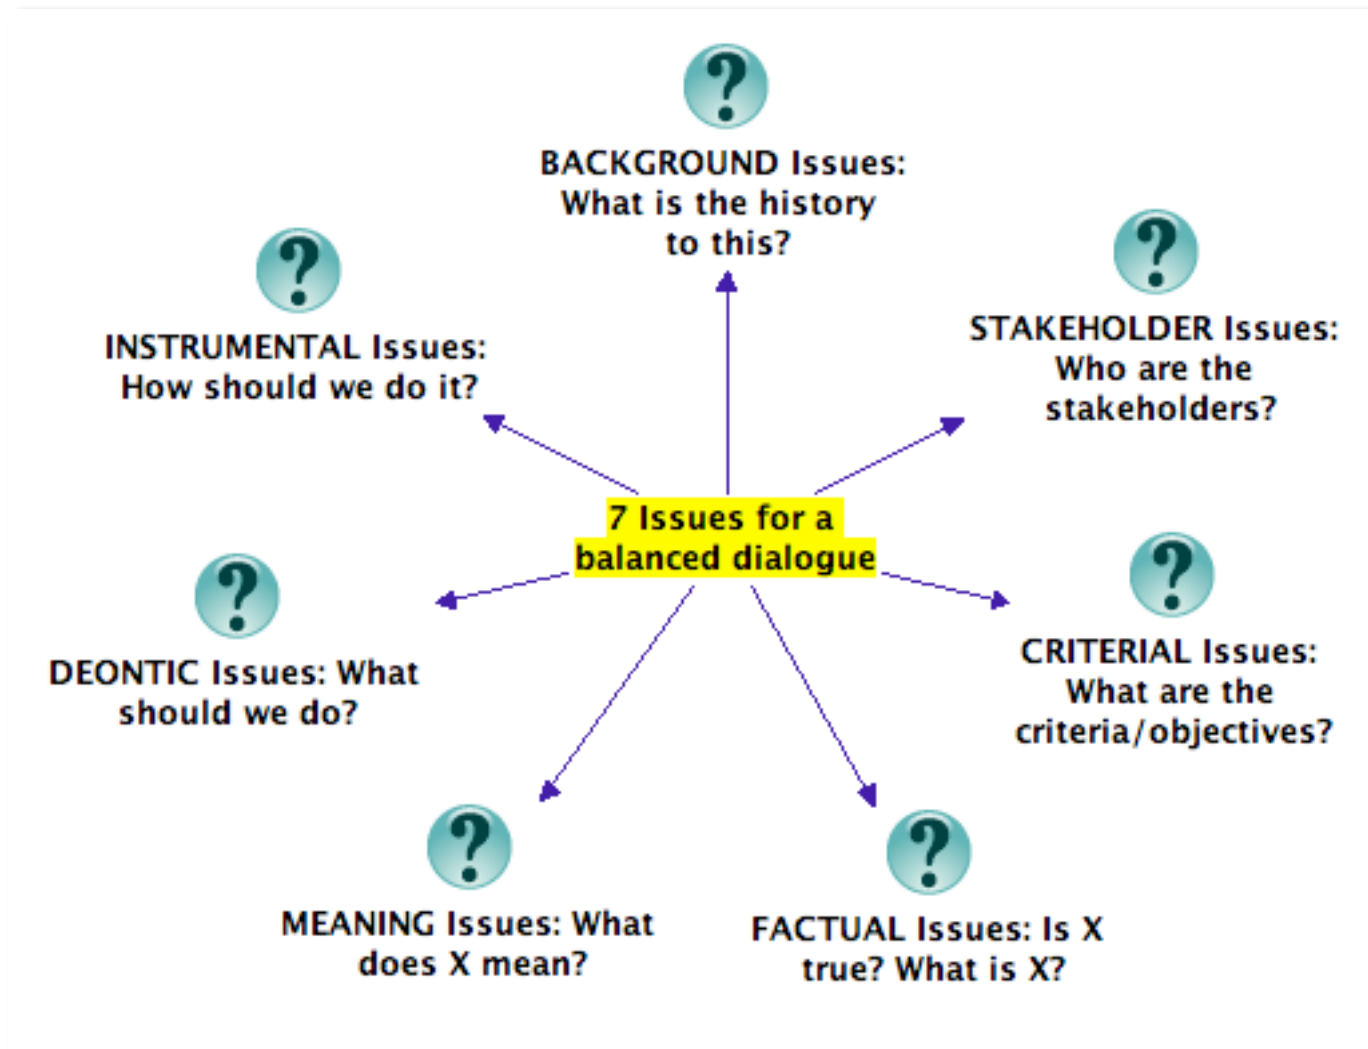 BACKGROUND Issues:
What is the history
to this?
STAKEHOLDER Issues:
Who are the
stakeholders?
INSTRUMENTAL Issues:
How should we do it?
7 Issues for a
balanced dialogue
CRITERIAL Issues:
What are the
criteria/objectives?
DEONTIC Issues: What
should we do?
MEANING Issues: What
does X mean?
FACTUAL Issues: Is X
true? What is X?